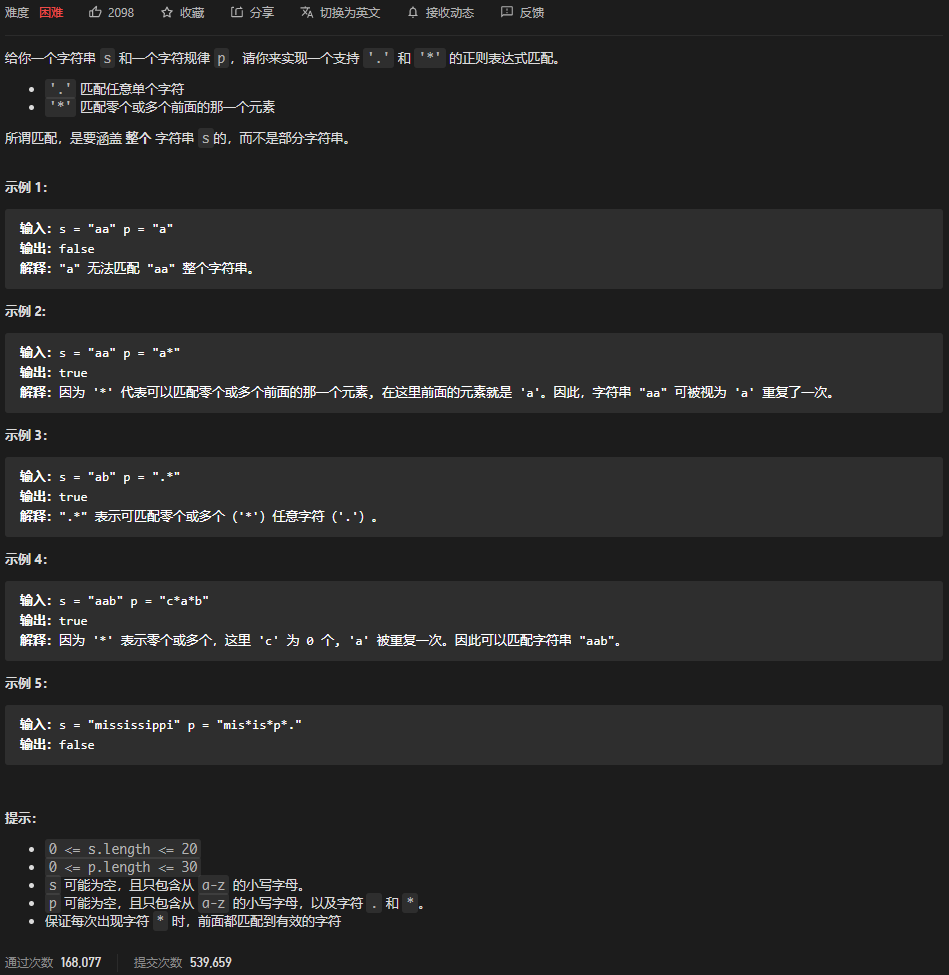 难度 困难 2098 收藏 分享 切换为英文 接收动态 反馈
给你一个字符串 s 和一个字符规律 p，请你来实现一个支持 '.' 和 '*' 的正则表达式匹配。
'.' 匹配任意单个字符
'*' 匹配零个或多个前面的那一个元素
所谓匹配，是要涵盖 整个 字符串 s的，而不是部分字符串。
示例 1：
输入：s = "aa" p = "a"
输出：false
解释："a" 无法匹配 "aa" 整个字符串。
示例 2:
输入：s = "aa" p = "a*"
输出：true
解释：因为 '*' 代表可以匹配零个或多个前面的那一个元素, 在这里前面的元素就是 'a'。因此，字符串 "aa" 可被视为 'a' 重复了一次。
示例 3：
输入：s = "ab" p = ".*"
输出：true
解释：".*" 表示可匹配零个或多个（'*'）任意字符（'.'）。
示例 4：
输入：s = "aab" p = "c*a*b"
输出：true
解释：因为 '*' 表示零个或多个，这里 'c' 为 0 个, 'a' 被重复一次。因此可以匹配字符串 "aab"。
示例 5：
输入：s = "mississippi" p = "mis*is*p*."
输出：false
提示：
0 <= s.length <= 20
0 <= p.length <= 30
s 可能为空，且只包含从 a-z 的小写字母。
p 可能为空，且只包含从 a-z 的小写字母，以及字符 . 和 *。
保证每次出现字符 * 时，前面都匹配到有效的字符
通过次数 168,077 提交次数 539,659